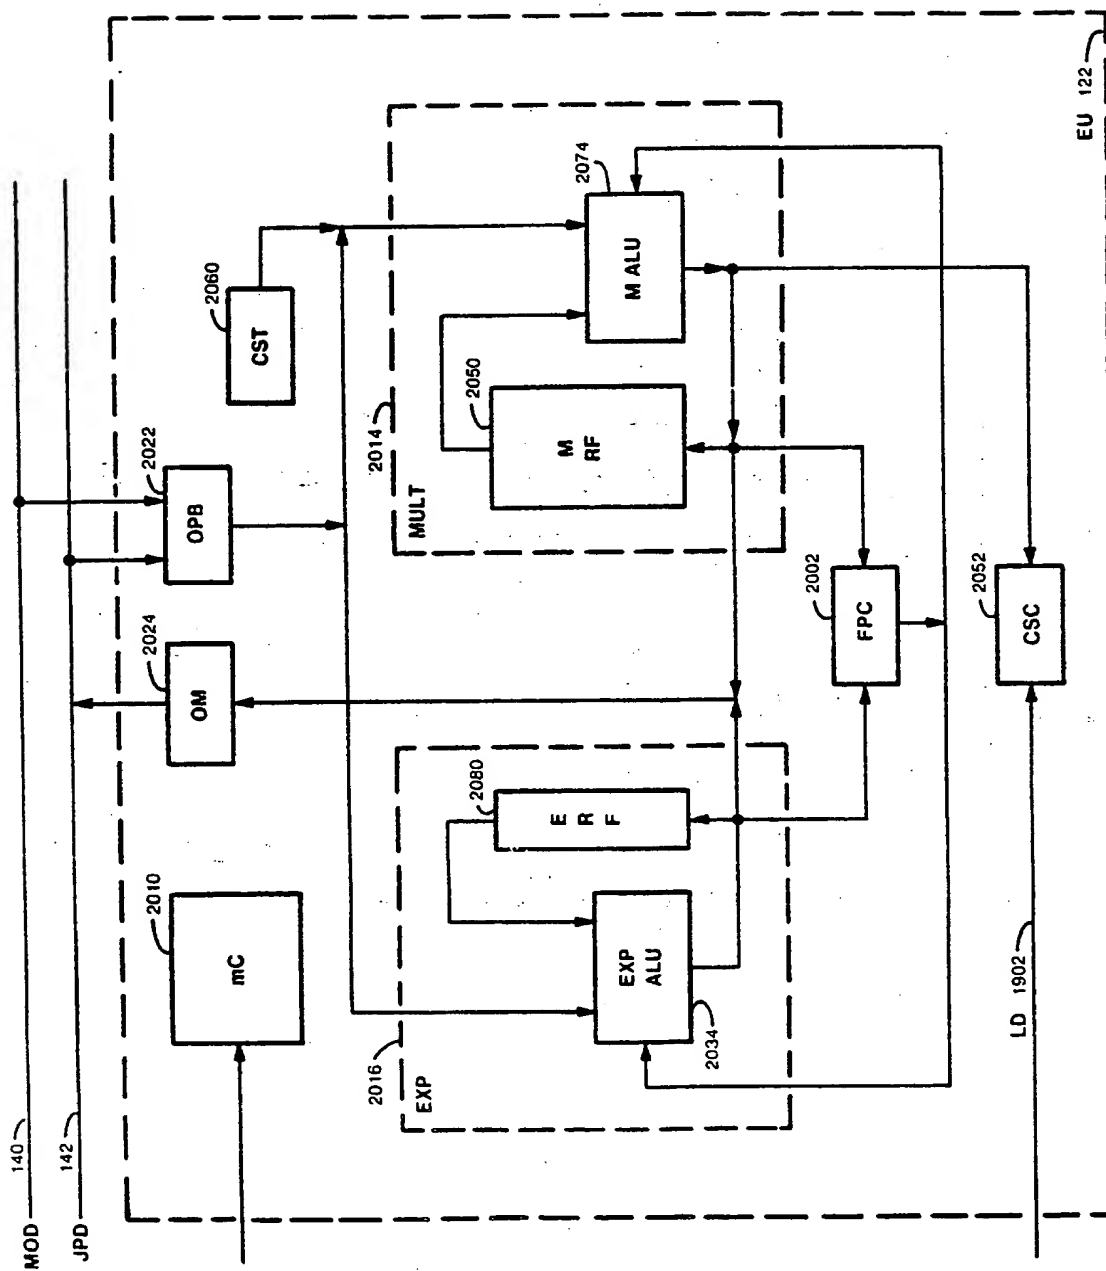 MOD 140
JPD 142
2010
mC
2024
OM
2022
OPB
2060
CST
2016
EXP
2080
E RF
EXP ALU
2034
2014
MULT
2050
M RF
2074
M ALU
2002
FPC
2052
CSC
LD 1902
EU 122